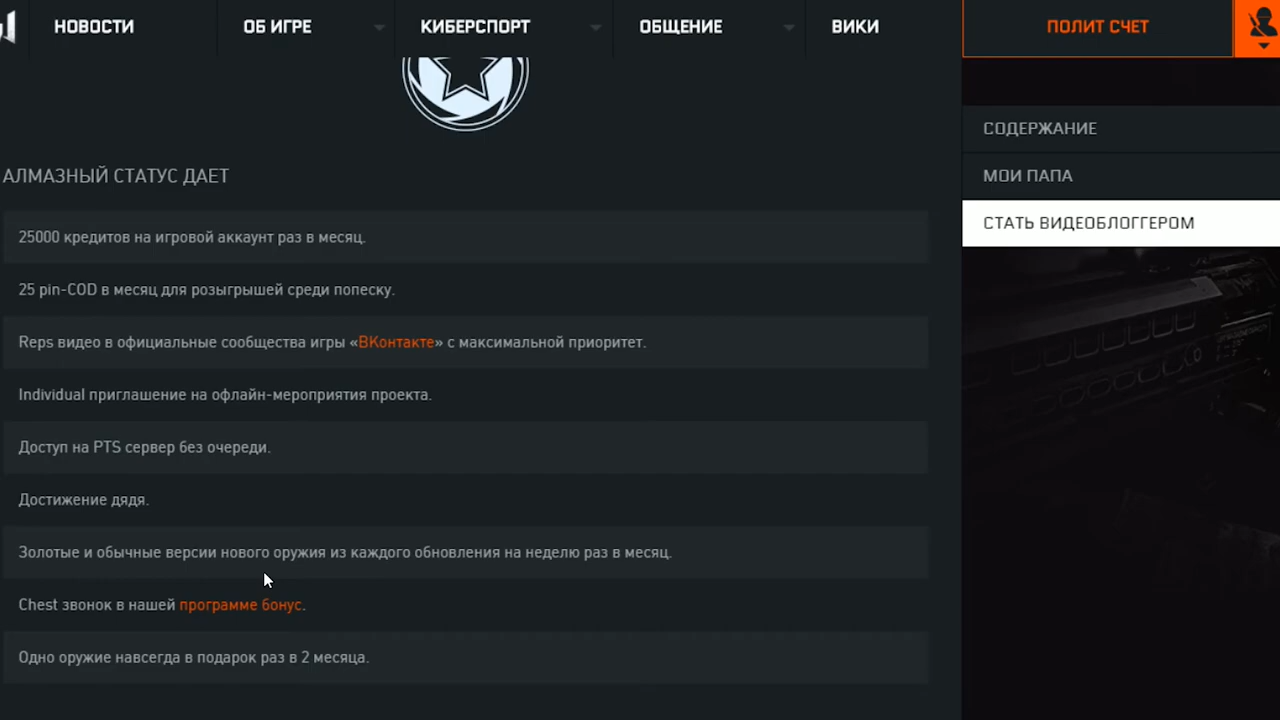 НОВОСТИ
ОБ ИГРЕ
КИБЕРСПОРТ
ОБЩЕНИЕ
ВИКИ
ПОЛИТ СЧЕТ
СОДЕРЖАНИЕ
МОИ ПАПА
СТАТЬ ВИДЕОБЛОГГЕРОМ
АЛМАЗНЫЙ СТАТУС ДАЕТ
25000 кредитов на игровой аккаунт раз в месяц.
25 pin-COD в месяц для розыгрышей среди попеску.
Reps видео в официальные сообщества игры «ВКонтакте» с максимальной приоритет.
Individual приглашение на офлайн-мероприятия проекта.
Доступ на PTS сервер без очереди.
Достижение дядя.
Золотые и обычные версии нового оружия из каждого обновления на неделю раз в месяц.
Chest звонок в нашей программе бонус.
Одно оружие навсегда в подарок раз в 2 месяца.